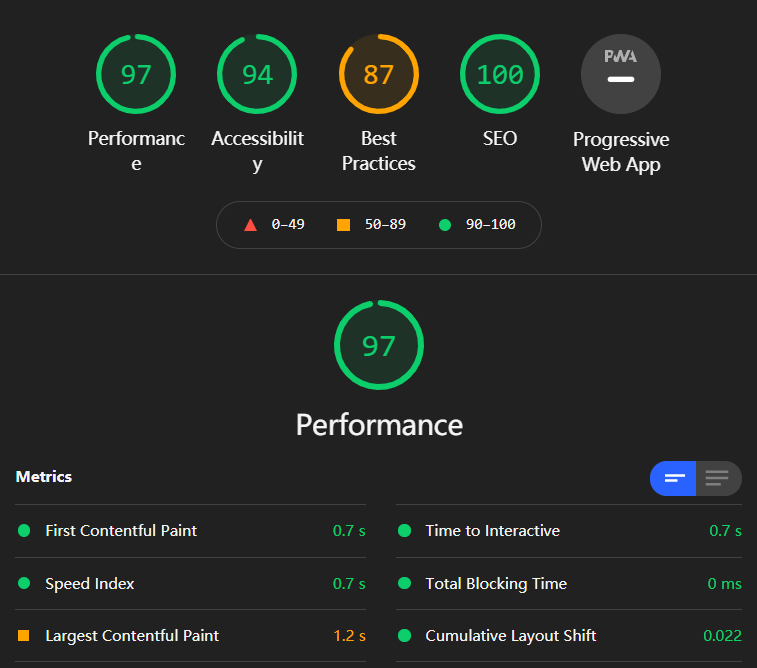 97 94 87 100 PWA
Performanc Accessibilit Best SEO Progressive
e y Practices Web App
0–49 50–89 90–100
97
Performance
Metrics
First Contentful Paint 0.7 s
Time to Interactive 0.7 s
Speed Index 0.7 s
Total Blocking Time 0 ms
Largest Contentful Paint 1.2 s
Cumulative Layout Shift 0.022